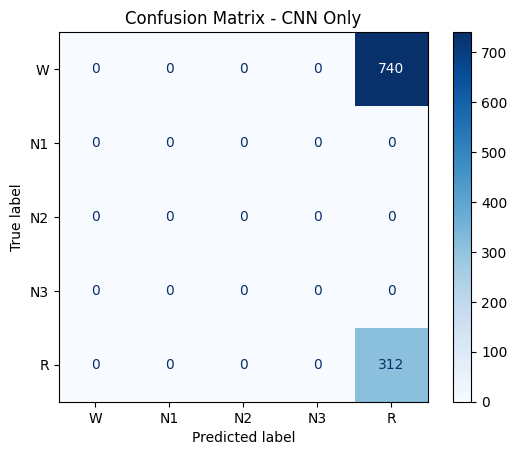 Confusion Matrix - CNN Only
W 0 0 0 0 740
N1 0 0 0 0 0
N2 0 0 0 0 0
N3 0 0 0 0 0
R 0 0 0 0 312
W N1 N2 N3 R
Predicted label
True label
700
600
500
400
300
200
100
0